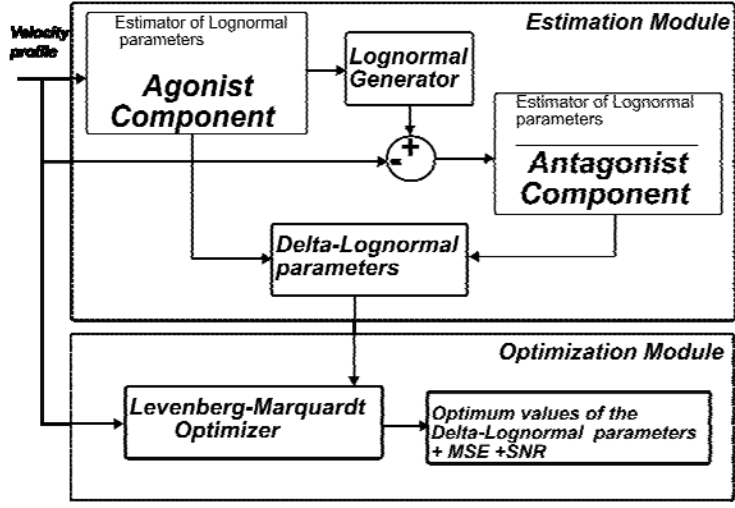 Velocity
profile
Estimation Module
Estimator of Lognormal
parameters
Agonist
Component
Lognormal
Generator
+
-
Estimator of Lognormal
parameters
Antagonist
Component
Delta-Lognormal
parameters
Optimization Module
Levenberg-Marquardt
Optimizer
Optimum values of the
Delta-Lognormal parameters
+ MSE +SNR